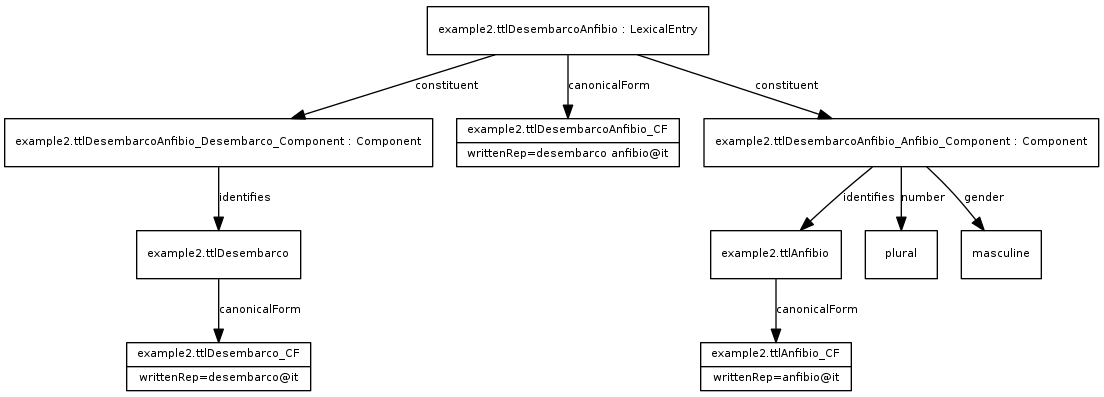 example2.ttlDesembarcoAnfibio : LexicalEntry
constituent
canonicalForm
constituent
example2.ttlDesembarcoAnfibio_Desembarco_Component : Component
example2.ttlDesembarcoAnfibio_CF
writtenRep=desembarco anfibio@it
example2.ttlDesembarcoAnfibio_Anfibio_Component : Component
identifies
identifies
number
gender
example2.ttlDesembarco
example2.ttlAnfibio
plural
masculine
canonicalForm
canonicalForm
example2.ttlDesembarco_CF
writtenRep=desembarco@it
example2.ttlAnfibio_CF
writtenRep=anfibio@it